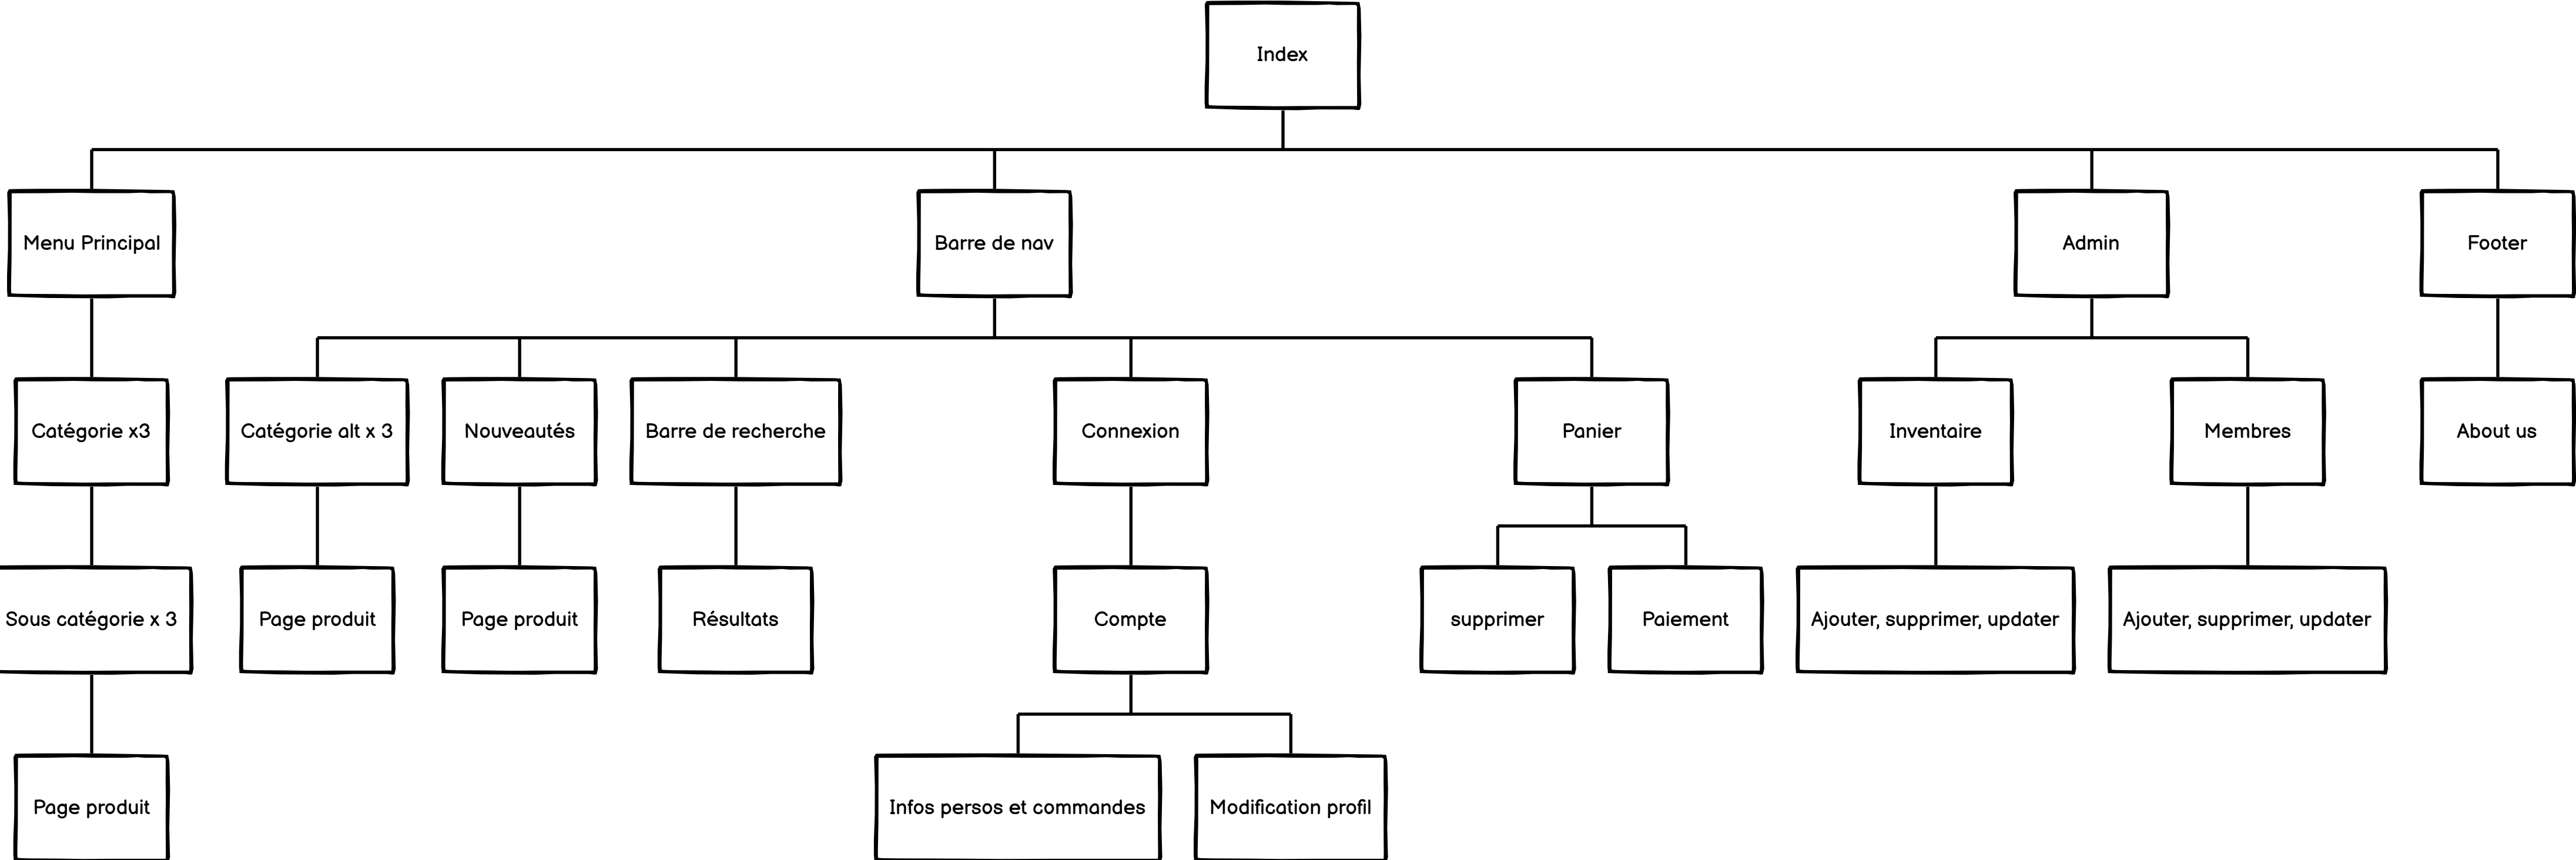 Index
Menu Principal
Barre de nav
Admin
Footer
Catégorie x3
Catégorie alt x 3
Nouveautés
Barre de recherche
Connexion
Panier
Inventaire
Membres
About us
Sous catégorie x 3
Page produit
Page produit
Résultats
Compte
supprimer
Paiement
Ajouter, supprimer, updater
Ajouter, supprimer, updater
Page produit
Infos persos et commandes
Modification profil